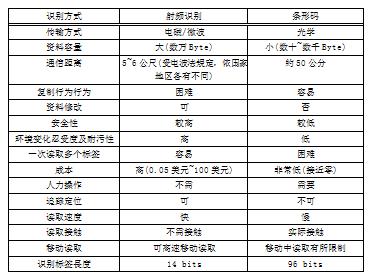 识别方式 射频识别 条形码
传输方式 电磁/微波 光学
资料容量 大(数万Byte) 小(数十~数千Byte)
通信距离 5~6公尺(受电波法规定，依国家 约50公分
地区各有不同)
复制行为行为 困难 容易
资料修改 可 否
安全性 较高 较低
环境变化忍受度及耐污性 高 低
一次读取多个标签 容易 困难
成本 高(0.05美元~100美元) 非常低(接近零)
人力操作 不需 需要
追踪定位 可 不可
读取速度 快 慢
读取接触 不需接触 实际接触
移动读取 可高速移动读取 移动中读取有所限制
识别标签长度 14 bits 96 bits